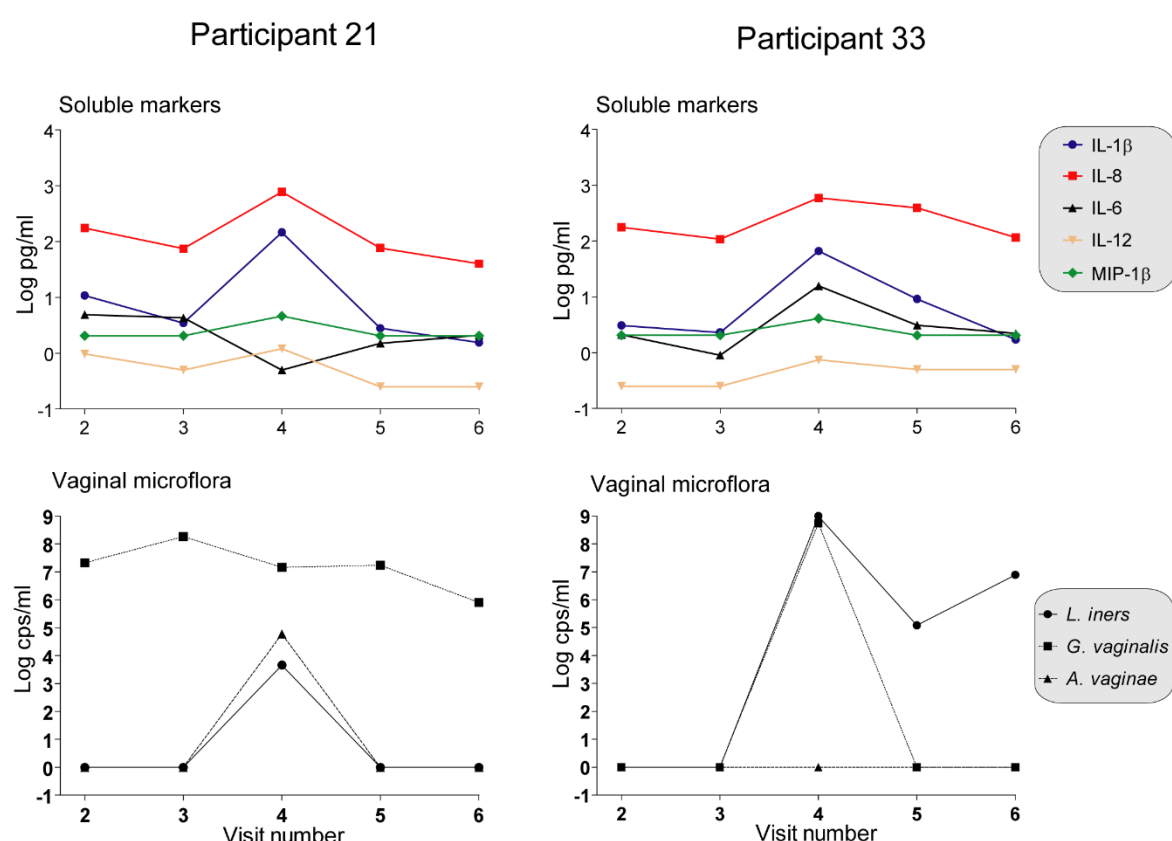 Participant 21
Participant 33
Soluble markers
Soluble markers
4
3
2
1
0
-1
Log pg/ml
2 3 4 5 6
4
3
2
1
0
-1
Log pg/ml
2 3 4 5 6
IL-1β
IL-8
IL-6
IL-12
MIP-1β
Vaginal microflora
Vaginal microflora
9
8
7
6
5
4
3
2
1
0
-1
Log cps/ml
2 3 4 5 6
Visit number
9
8
7
6
5
4
3
2
1
0
-1
Log cps/ml
2 3 4 5 6
Visit number
L. iners
G. vaginalis
A. vaginae